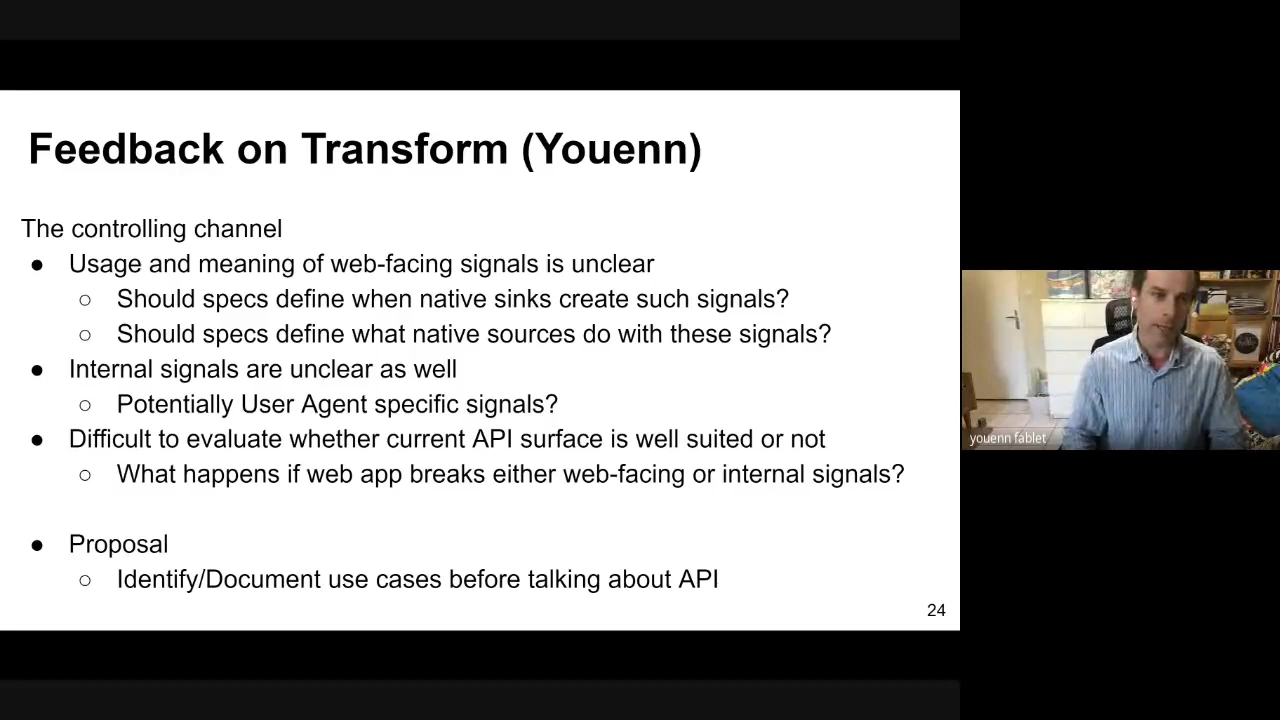 Feedback on Transform (Youenn)
The controlling channel
● Usage and meaning of web-facing signals is unclear
○ Should specs define when native sinks create such signals?
○ Should specs define what native sources do with these signals?
● Internal signals are unclear as well
○ Potentially User Agent specific signals?
● Difficult to evaluate whether current API surface is well suited or not
○ What happens if web app breaks either web-facing or internal signals?
● Proposal
○ Identify/Document use cases before talking about API
24
youenn fablet